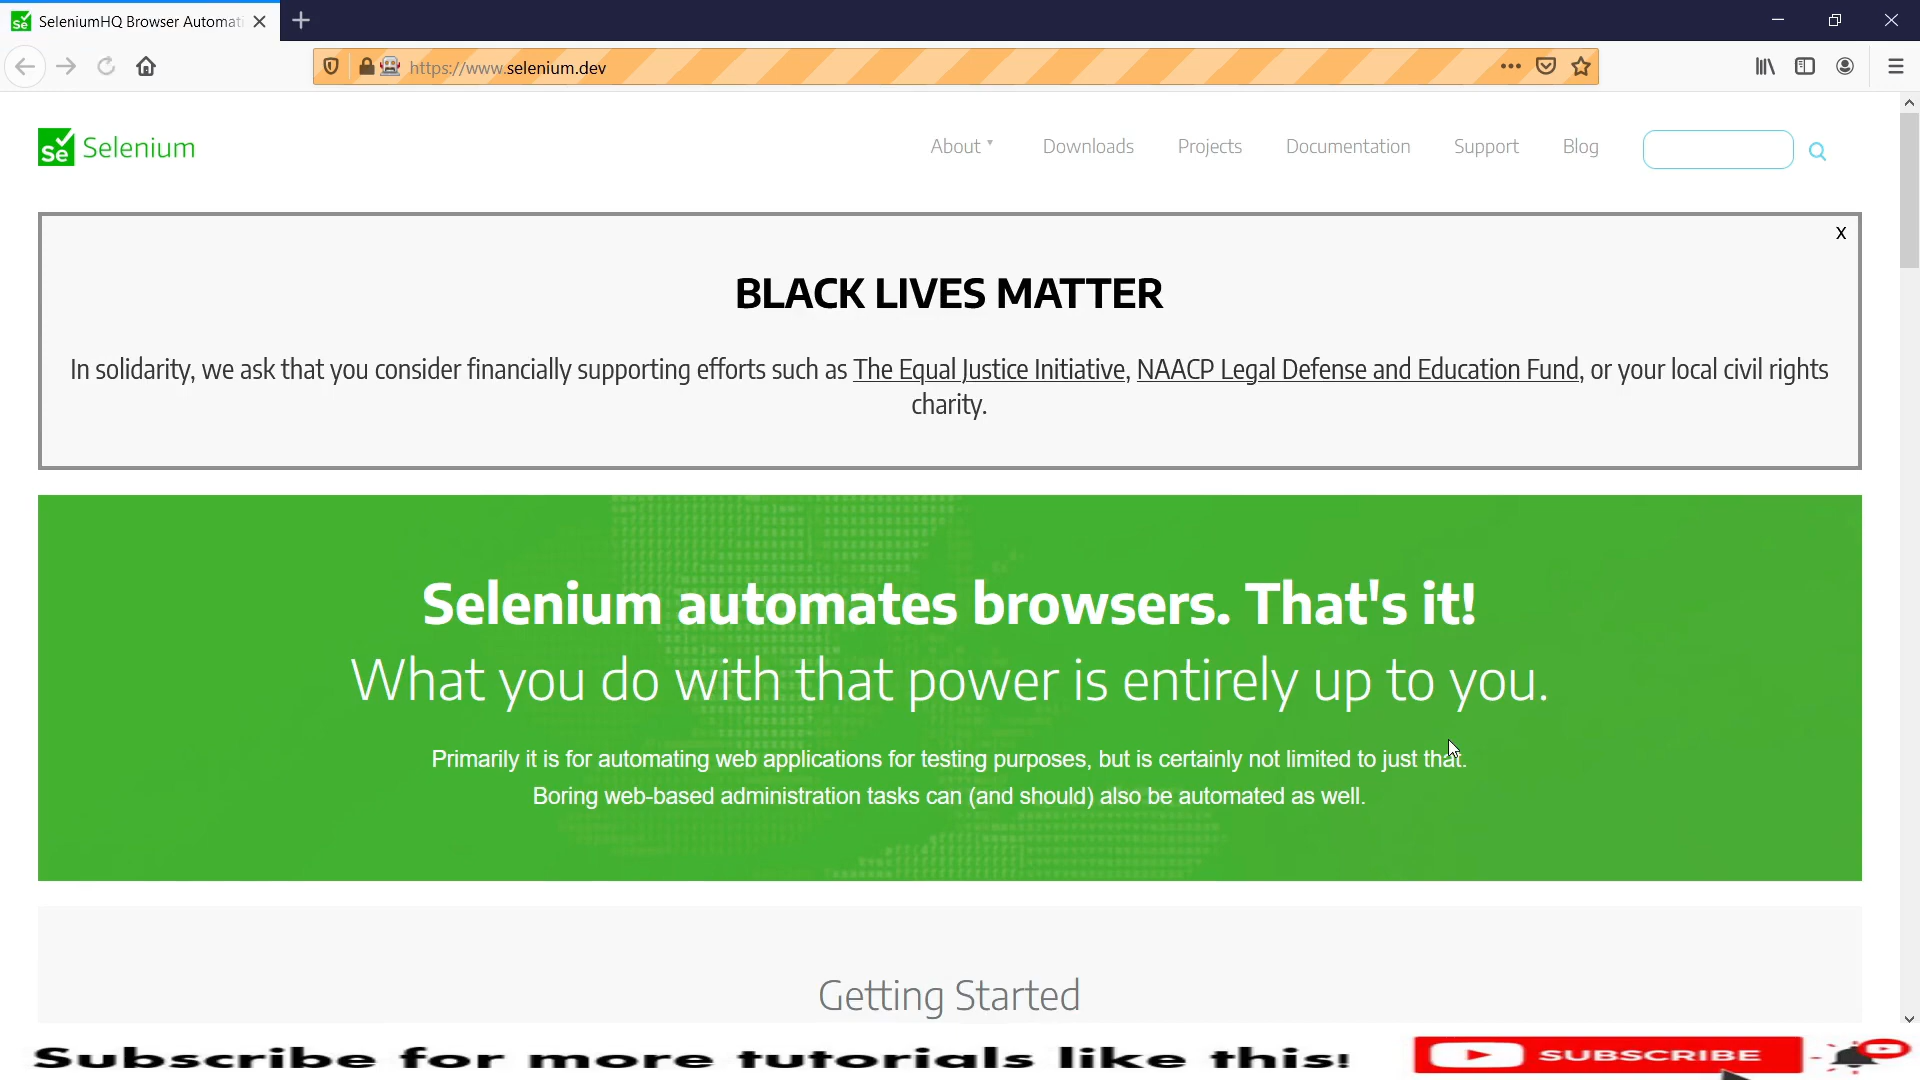 SeleniumHQ Browser Automati
https://www.selenium.dev
Se Selenium
About
Downloads
Projects
Documentation
Support
Blog
X
BLACK LIVES MATTER
In solidarity, we ask that you consider financially supporting efforts such as The Equal Justice Initiative, NAACP Legal Defense and Education Fund, or your local civil rights
charity.
Selenium automates browsers. That's it!
What you do with that power is entirely up to you.
Primarily it is for automating web applications for testing purposes, but is certainly not limited to just that.
Boring web-based administration tasks can (and should) also be automated as well.
Getting Started
Subscribe for more tutorials like this!
SUBSCRIBE